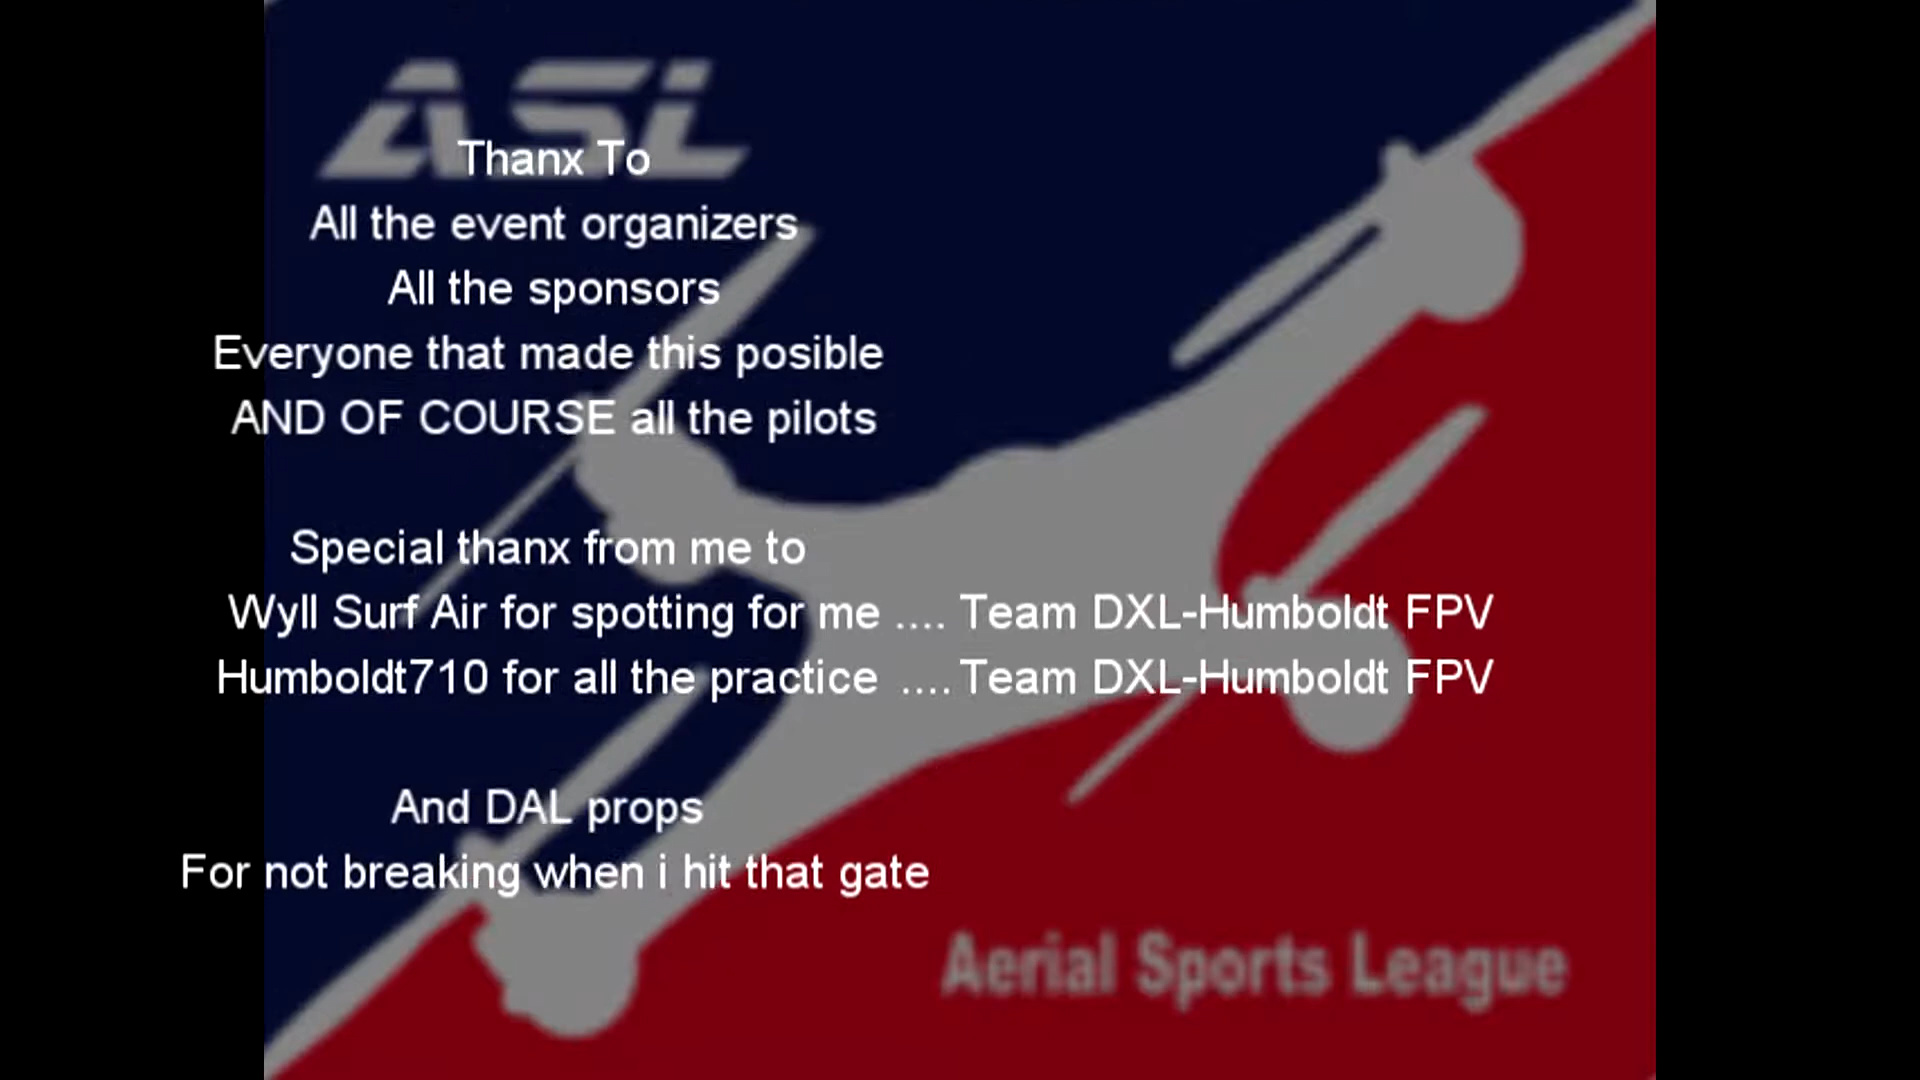 ASL
Thanx To
All the event organizers
All the sponsors
Everyone that made this posible
AND OF COURSE all the pilots
Special thanx from me to
Wyll Surf Air for spotting for me .... Team DXL-Humboldt FPV
Humboldt710 for all the practice .... Team DXL-Humboldt FPV
And DAL props
For not breaking when i hit that gate
Aerial Sports League